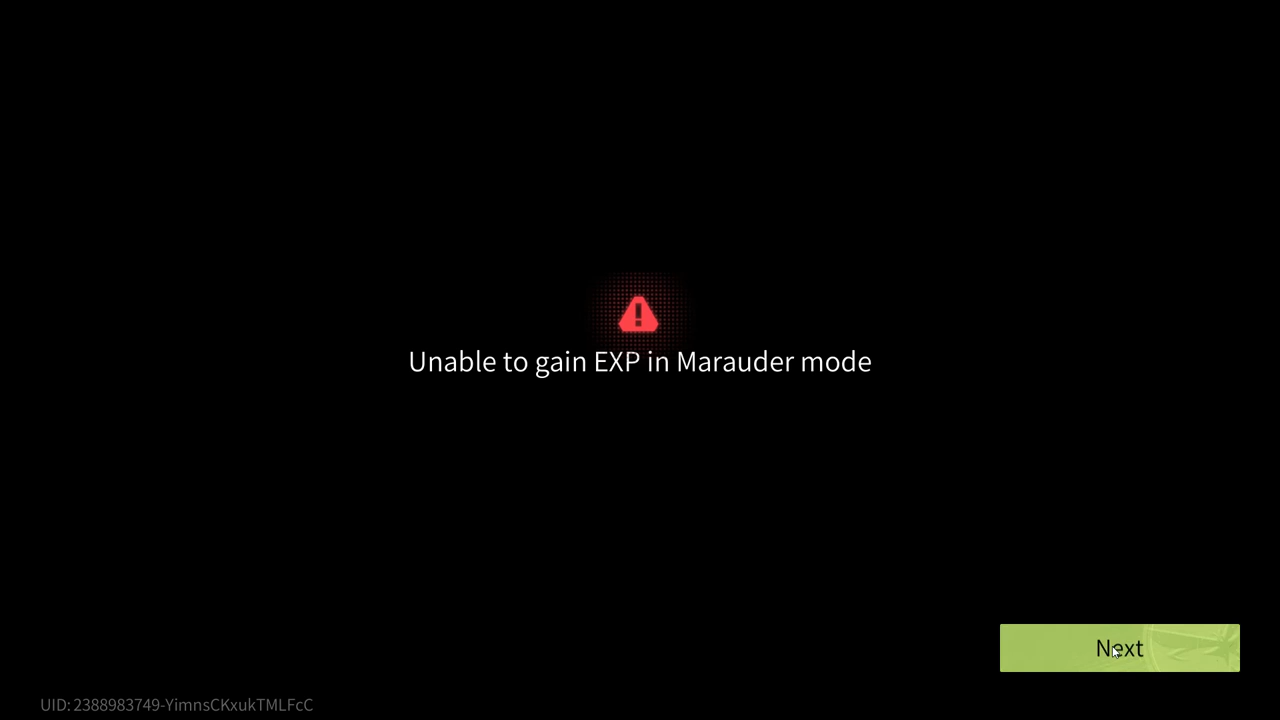 Unable to gain EXP in Marauder mode
Next
UID: 2388983749-YimnsCKxukTMLFcC